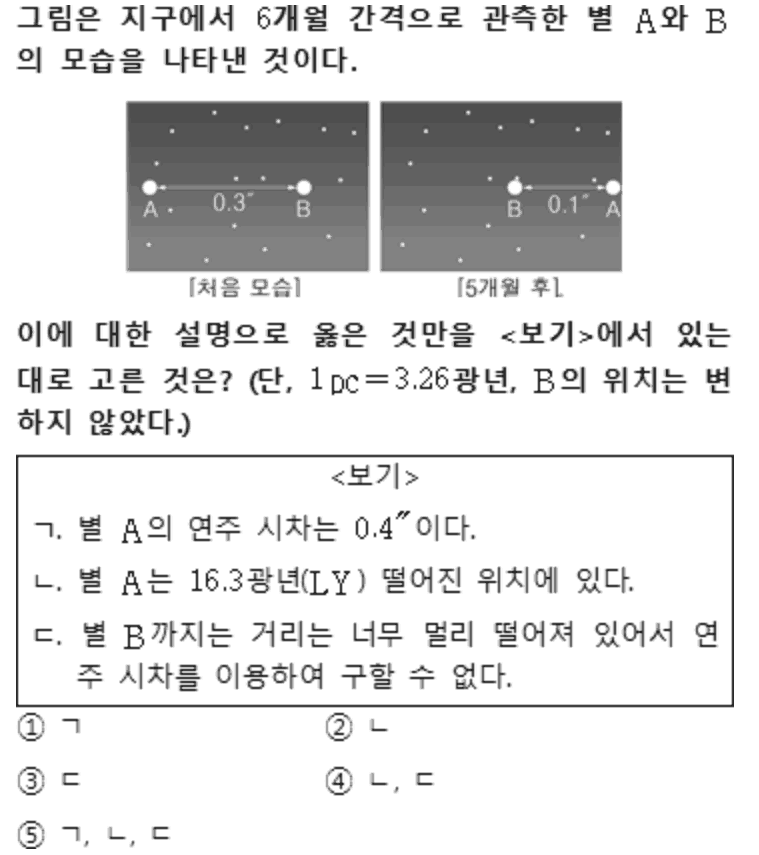 그림은 지구에서 6개월 간격으로 관측한 별 A와 B
의 모습을 나타낸 것이다.
A 0.3″ B
B 0.1″ A
[처음 모습] [5개월 후]
이에 대한 설명으로 옳은 것만을 <보기>에서 있는
대로 고른 것은? (단, 1pc=3.26광년, B의 위치는 변
하지 않았다.)
<보기>
ㄱ. 별 A의 연주 시차는 0.4″이다.
ㄴ. 별 A는 16.3광년(LY) 떨어진 위치에 있다.
ㄷ. 별 B까지는 거리는 너무 멀리 떨어져 있어서 연
주 시차를 이용하여 구할 수 없다.
① ㄱ ② ㄴ
③ ㄷ ④ ㄴ, ㄷ
⑤ ㄱ, ㄴ, ㄷ